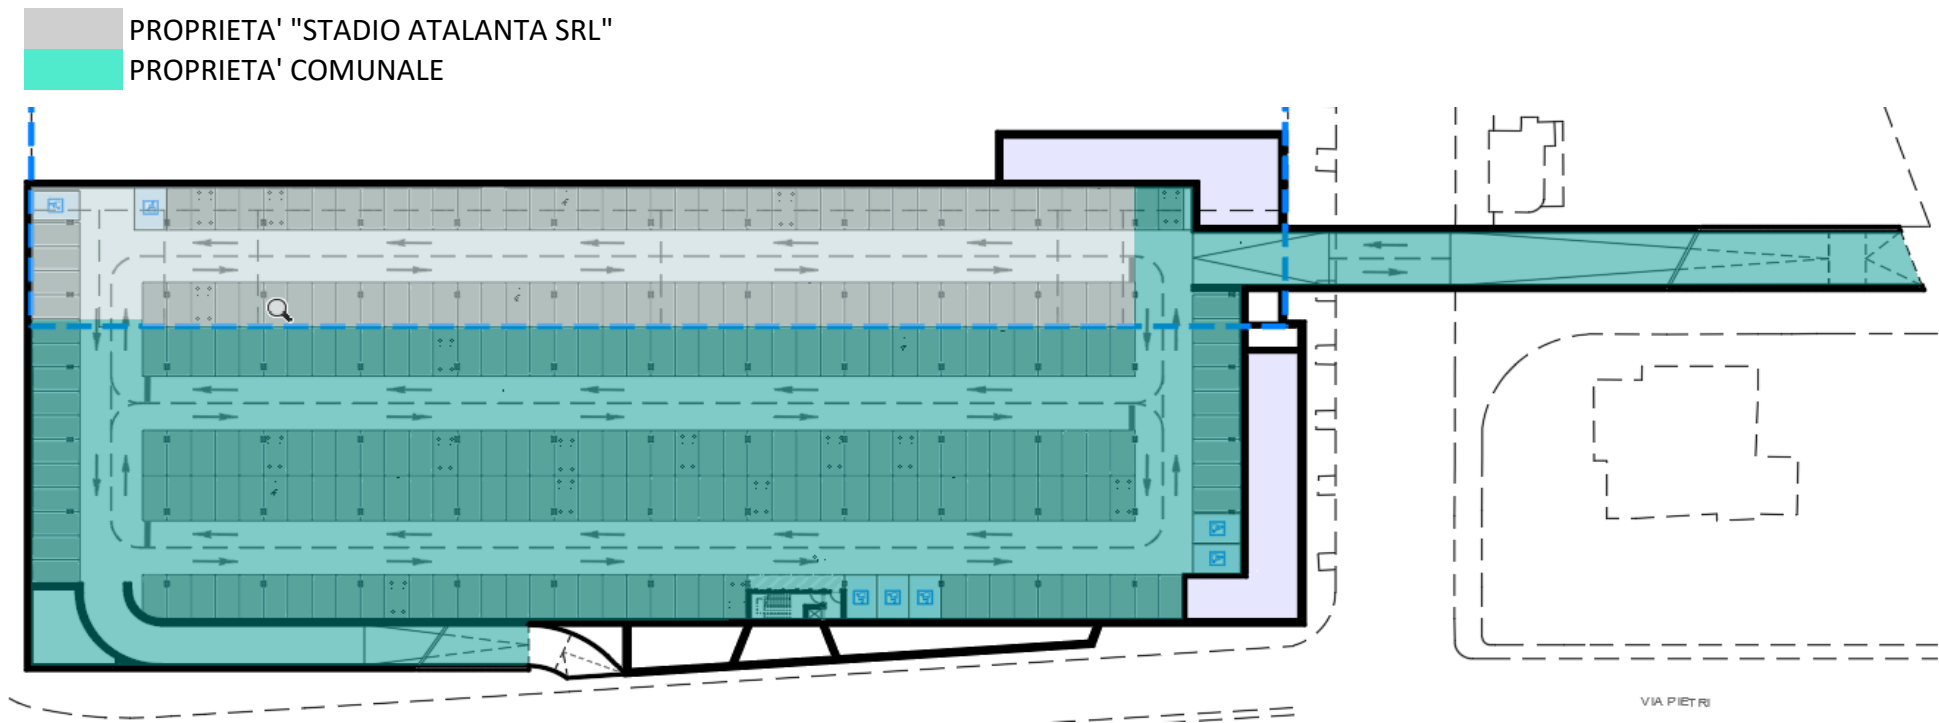 PROPRIETA' "STADIO ATALANTA SRL"
PROPRIETA' COMUNALE
VIA PIETRI